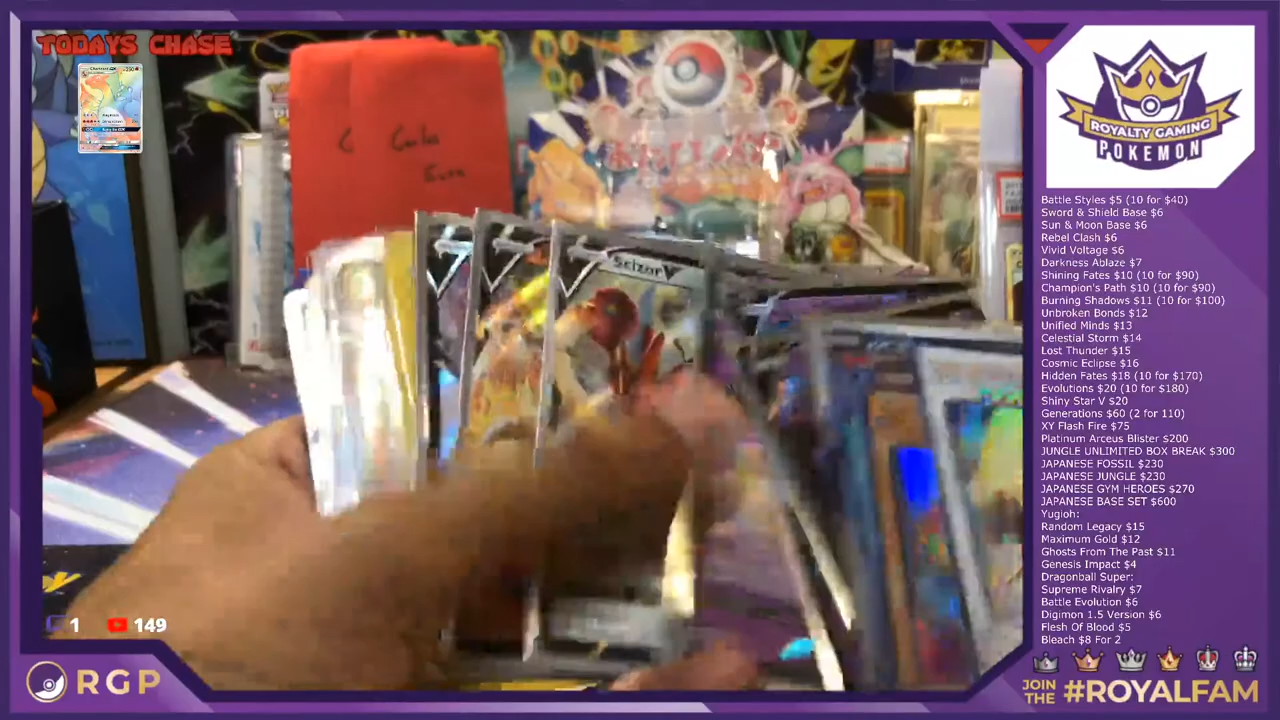 TODAYS CHASE
Scizor V
ROYALTY GAMING
POKEMON
Battle Styles $5 (10 for $40)
Sword & Shield Base $6
Sun & Moon Base $6
Rebel Clash $6
Vivid Voltage $6
Darkness Ablaze $7
Shining Fates $10 (10 for $90)
Champion's Path $10 (10 for $90)
Burning Shadows $11 (10 for $100)
Unbroken Bonds $12
Unified Minds $13
Celestial Storm $14
Lost Thunder $15
Cosmic Eclipse $16
Hidden Fates $18 (10 for $170)
Evolutions $20 (10 for $180)
Shiny Star V $20
Generations $60 (2 for 110)
XY Flash Fire $75
Platinum Arceus Blister $200
JUNGLE UNLIMITED BOX BREAK $300
JAPANESE FOSSIL $230
JAPANESE JUNGLE $230
JAPANESE GYM HEROES $270
JAPANESE BASE SET $600
Yugioh:
Random Legacy $15
Maximum Gold $12
Ghosts From The Past $11
Genesis Impact $4
Dragonball Super:
Supreme Rivalry $7
Battle Evolution $6
Digimon 1.5 Version $6
Flesh Of Blood $5
Bleach $8 For 2
1
149
RGP
JOIN
THE
#ROYALFAM